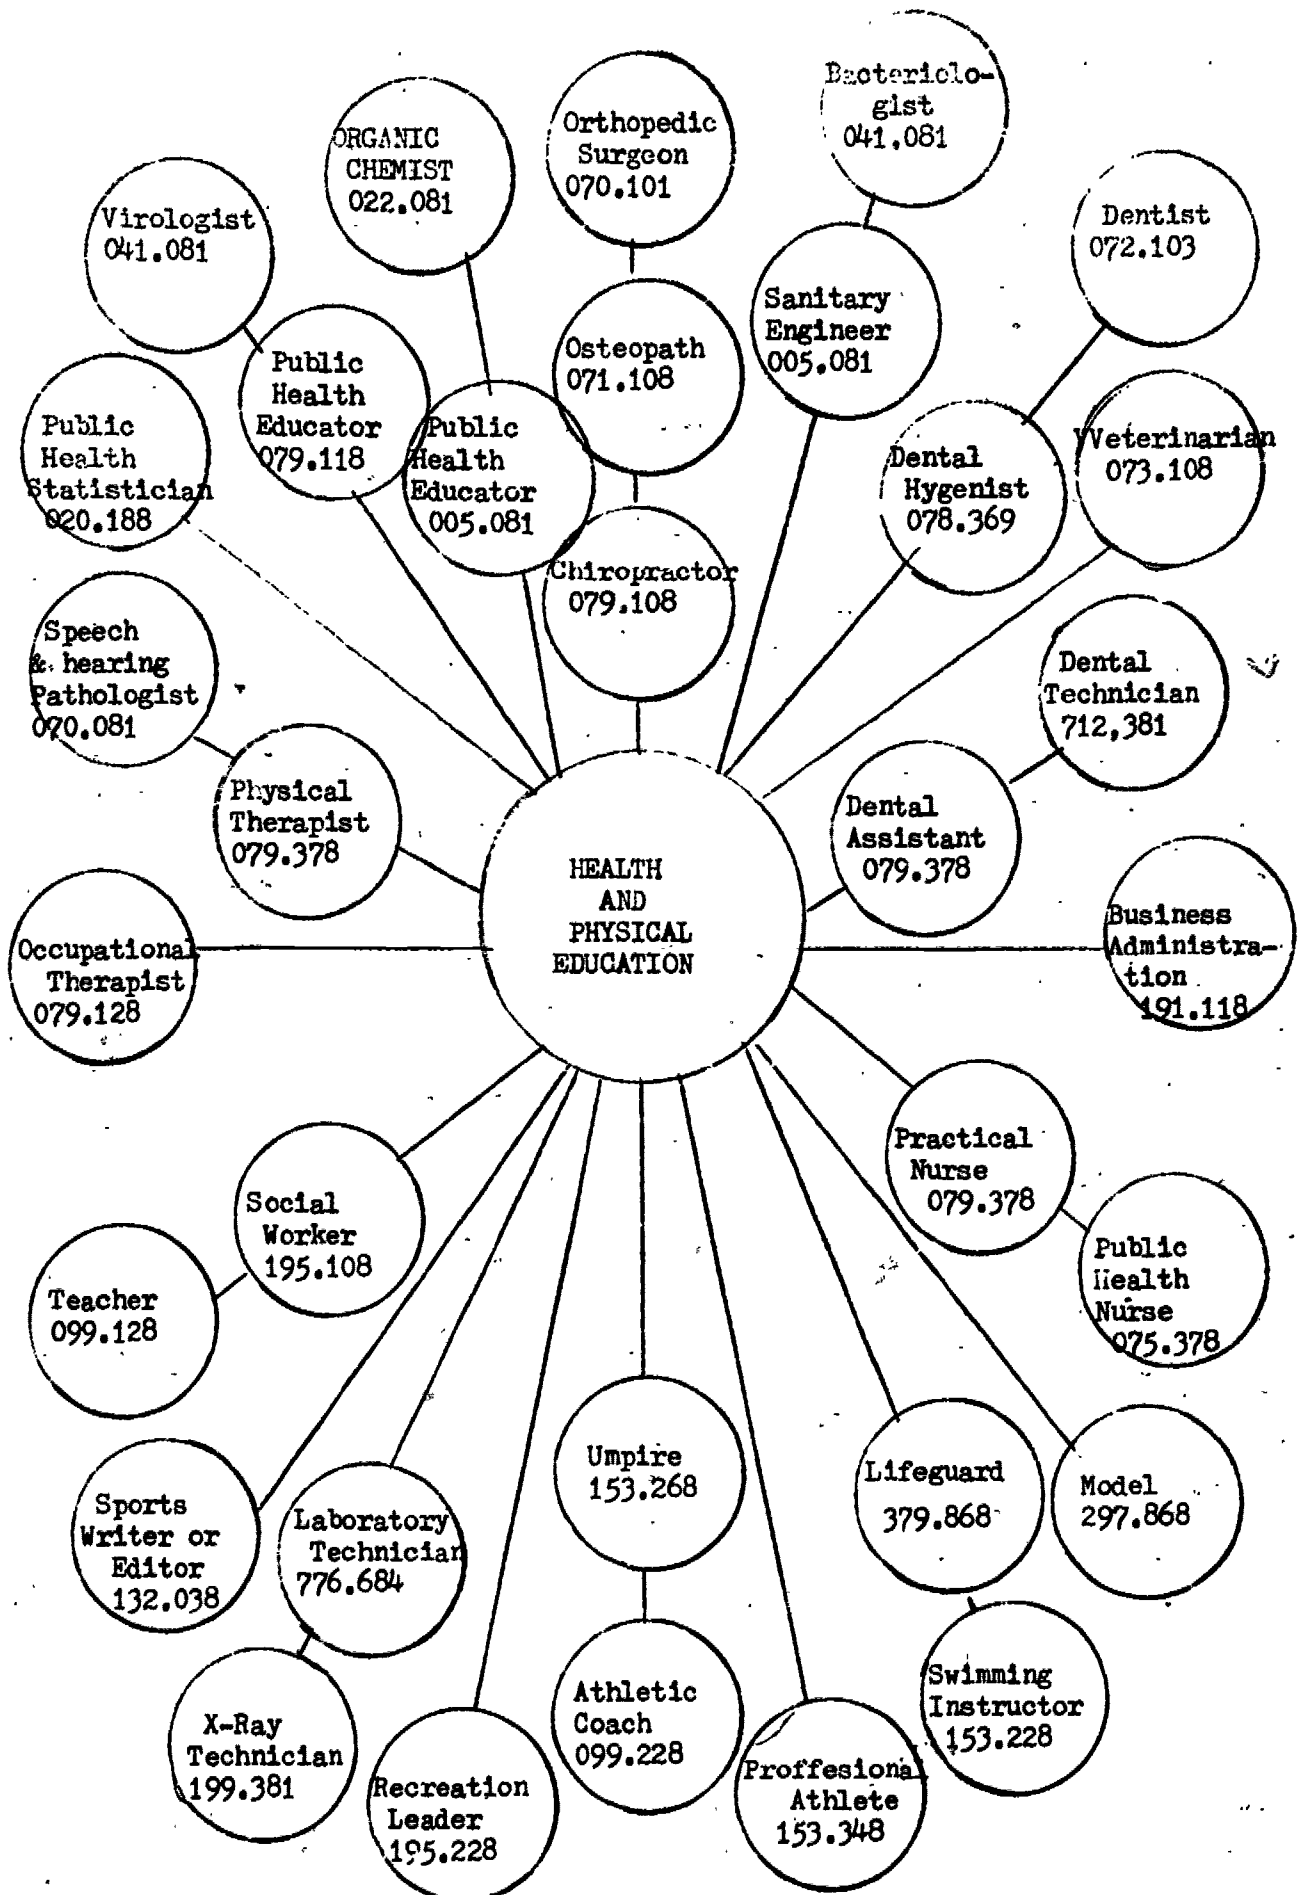 Bacteriolo-
gist
041.081
ORGANIC
CHEMIST
022.081
Orthopedic
Surgeon
070.101
Virologist
041.081
Dentist
072.103
Sanitary
Engineer
005.081
Public
Health
Educator
079.118
Osteopath
071.108
Public
Health
Statistician
020.188
Public
Health
Educator
005.081
Dental
Hygenist
078.369
Veterinarian
073.108
Chiropractor
079.108
Speech
& hearing
Pathologist
070.081
Dental
Technician
712,381
Physical
Therapist
079.378
Dental
Assistant
079.378
HEALTH
AND
PHYSICAL
EDUCATION
Occupational
Therapist
079.128
Business
Administra-
tion
191.118
Practical
Nurse
079.378
Social
Worker
195.108
Public
Health
Nurse
075.378
Teacher
099.128
Umpire
153.268
Lifeguard
379.868
Model
297.868
Sports
Writer or
Editor
132.038
Laboratory
Technician
776.684
X-Ray
Technician
199.381
Recreation
Leader
195.228
Athletic
Coach
099.228
Proffesional
Athlete
153.348
Swimming
Instructor
153.228